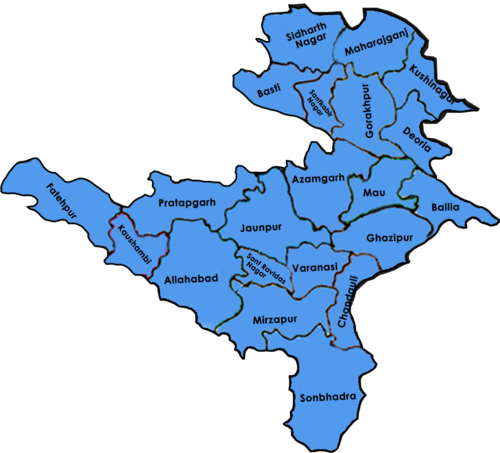 Sidharth
Nagar
Maharajganj
Kushinagar
Basti
Santkabir
Nagar
Gorakhpur
Deoria
Azamgarh
Mau
Ballia
Fatehpur
Pratapgarh
Kaushambi
Jaunpur
Ghazipur
Allahabad
Sant Ravidas
Nagar
Varanasi
Chandauli
Mirzapur
Sonbhadra